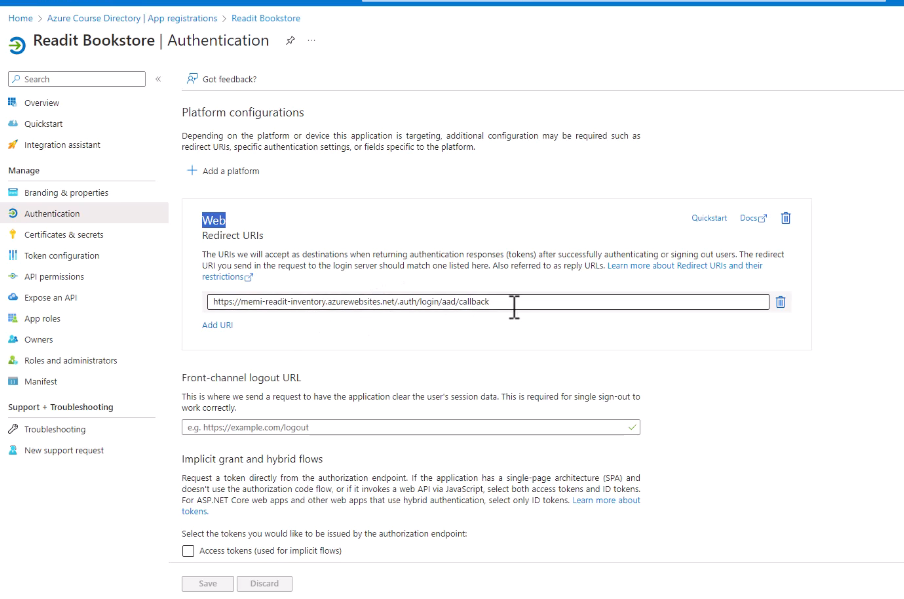 Home > Azure Course Directory | App registrations > Readit Bookstore
Readit Bookstore | Authentication
Search
Got feedback?
Overview
Quickstart
Integration assistant
Manage
Branding & properties
Authentication
Certificates & secrets
Token configuration
API permissions
Expose an API
App roles
Owners
Roles and administrators
Manifest
Support + Troubleshooting
Troubleshooting
New support request
Platform configurations
Depending on the platform or device this application is targeting, additional configuration may be required such as
redirect URIs, specific authentication settings, or fields specific to the platform.
Add a platform
Web
Quickstart
Docs
Redirect URIs
The URIs we will accept as destinations when returning authentication responses (tokens) after successfully authenticating or signing out users. The redirect
URI you send in the request to the login server should match one listed here. Also referred to as reply URLs. Learn more about Redirect URIs and their
restrictions
https://memi-readit-inventory.azurewebsites.net/.auth/login/aad/callback
Add URI
Front-channel logout URL
This is where we send a request to have the application clear the user's session data. This is required for single sign-out to
work correctly.
e.g. https://example.com/logout
Implicit grant and hybrid flows
Request a token directly from the authorization endpoint. If the application has a single-page architecture (SPA) and
doesn't use the authorization code flow, or if it invokes a web API via JavaScript, select both access tokens and ID tokens.
For ASP.NET Core web apps and other web apps that use hybrid authentication, select only ID tokens. Learn more about
tokens.
Select the tokens you would like to be issued by the authorization endpoint:
Access tokens (used for implicit flows)
Save
Discard